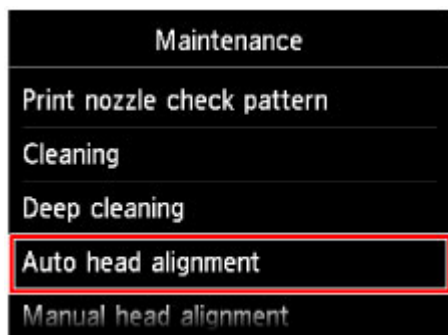 Maintenance
Print nozzle check pattern
Cleaning
Deep cleaning
Auto head alignment
Manual head alignment